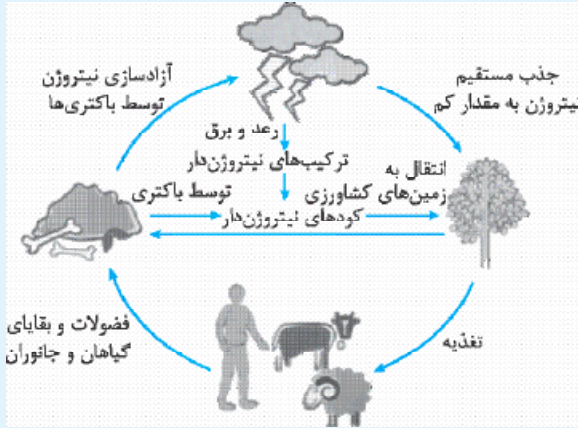 آزادسازی نیتروژن
توسط باکتری‌ها
جذب مستقیم
نیتروژن به مقدار کم
رعد و برق
ترکیب‌های نیتروژن‌دار
انتقال به
زمین‌های کشاورزی
توسط باکتری
کودهای نیتروژن‌دار
فضولات و بقایای
گیاهان و جانوران
تغذیه